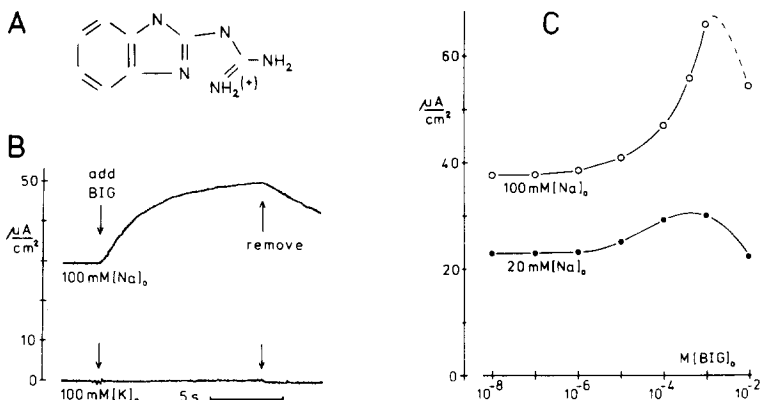 A
N
N
N
NH₂
NH₂(+)
B
add
BIG
50
μA
cm²
100 mM[Na]ₒ
remove
10
0
100 mM[K]ₒ
5 s
C
60
μA
cm²
40
100 mM[Na]ₒ
20
20 mM[Na]ₒ
M[BIG]ₒ
0
10⁻⁸
10⁻⁶
10⁻⁴
10⁻²